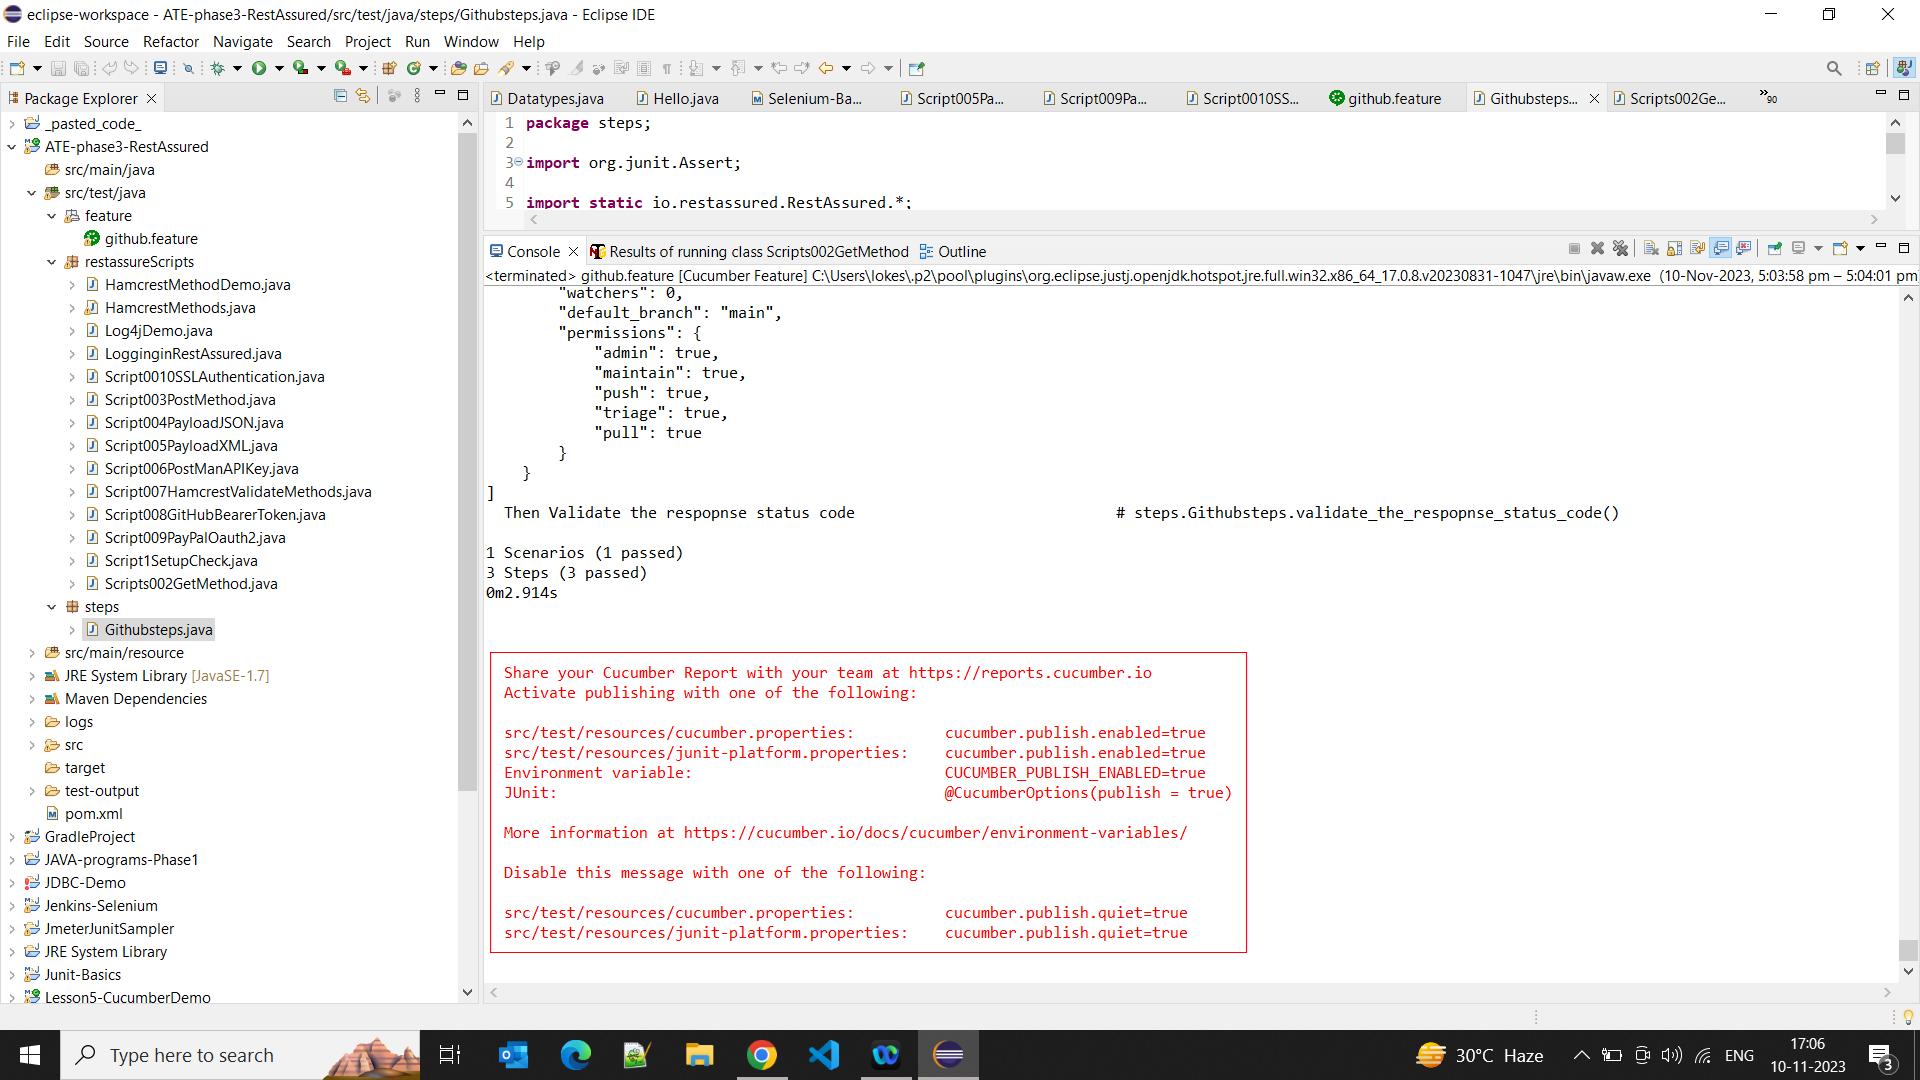 eclipse-workspace - ATE-phase3-RestAssured/src/test/java/steps/Githubsteps.java - Eclipse IDE
File Edit Source Refactor Navigate Search Project Run Window Help
Package Explorer
_pasted_code_
ATE-phase3-RestAssured
src/main/java
src/test/java
feature
github.feature
restassureScripts
HamcrestMethodDemo.java
HamcrestMethods.java
Log4jDemo.java
LogginginRestAssured.java
Script0010SSLAuthentication.java
Script003PostMethod.java
Script004PayloadJSON.java
Script005PayloadXML.java
Script006PostManAPIKey.java
Script007HamcrestValidateMethods.java
Script008GitHubBearerToken.java
Script009PayPalOauth2.java
Script1SetupCheck.java
Scripts002GetMethod.java
steps
Githubsteps.java
src/main/resource
JRE System Library [JavaSE-1.7]
Maven Dependencies
logs
src
target
test-output
pom.xml
GradleProject
JAVA-programs-Phase1
JDBC-Demo
Jenkins-Selenium
JmeterJunitSampler
JRE System Library
Junit-Basics
Lesson5-CucumberDemo
Datatypes.java Hello.java Selenium-Ba... Script005Pa... Script009Pa... Script0010SS... github.feature Githubsteps... Scripts002Ge... »90
1 package steps;
2
3 import org.junit.Assert;
4
5 import static io.restassured.RestAssured.*;
Console Results of running class Scripts002GetMethod Outline
<terminated> github.feature [Cucumber Feature] C:\Users\lokes\.p2\pool\plugins\org.eclipse.justj.openjdk.hotspot.jre.full.win32.x86_64_17.0.8.v20230831-1047\jre\bin\javaw.exe (10-Nov-2023, 5:03:58 pm – 5:04:01 pm)
"watchers": 0,
"default_branch": "main",
"permissions": {
"admin": true,
"maintain": true,
"push": true,
"triage": true,
"pull": true
}
}
]
Then Validate the respopnse status code # steps.Githubsteps.validate_the_respopnse_status_code()
1 Scenarios (1 passed)
3 Steps (3 passed)
0m2.914s
Share your Cucumber Report with your team at https://reports.cucumber.io
Activate publishing with one of the following:
src/test/resources/cucumber.properties: cucumber.publish.enabled=true
src/test/resources/junit-platform.properties: cucumber.publish.enabled=true
Environment variable: CUCUMBER_PUBLISH_ENABLED=true
JUnit: @CucumberOptions(publish = true)
More information at https://cucumber.io/docs/cucumber/environment-variables/
Disable this message with one of the following:
src/test/resources/cucumber.properties: cucumber.publish.quiet=true
src/test/resources/junit-platform.properties: cucumber.publish.quiet=true
Type here to search
30°C Haze
ENG
17:06
10-11-2023
3